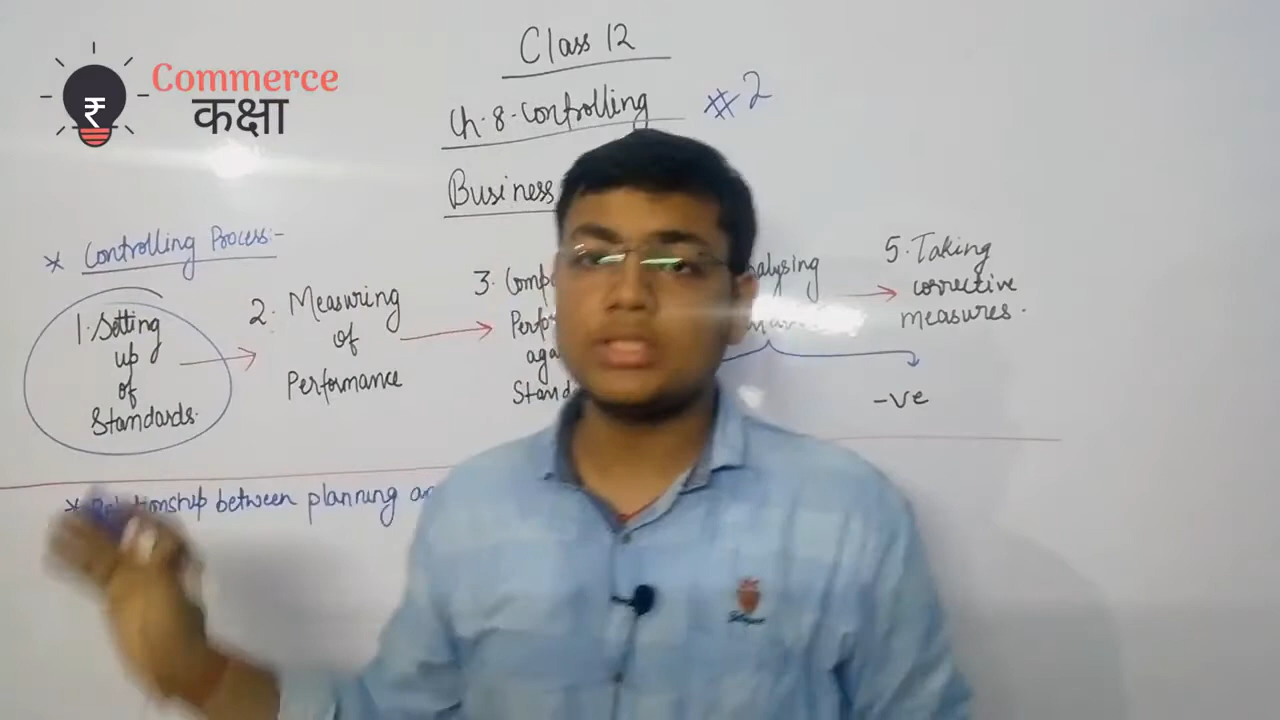 Commerce
कक्षा
₹
Class 12
Ch. 8. Controlling #2
Business
* Controlling Process:-
1. Setting
up
of
Standards.
2. Measuring
of
Performance
3.
5. Taking
corrective
measures.
-ve
* Relationship between planning